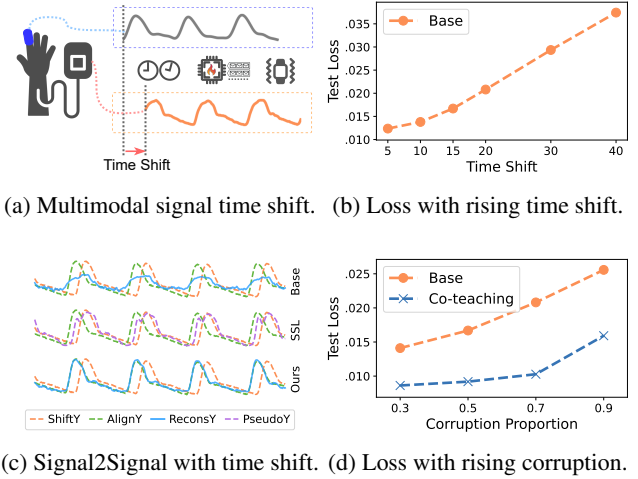 Time Shift
(a) Multimodal signal time shift.
Test Loss
.035
.030
.025
.020
.015
.010
Base
5 10 15 20 30 40
Time Shift
(b) Loss with rising time shift.
Base
SSL
Ours
ShiftY AlignY ReconsY PseudoY
(c) Signal2Signal with time shift.
Test Loss
.025
.020
.015
.010
Base
Co-teaching
0.3 0.5 0.7 0.9
Corruption Proportion
(d) Loss with rising corruption.